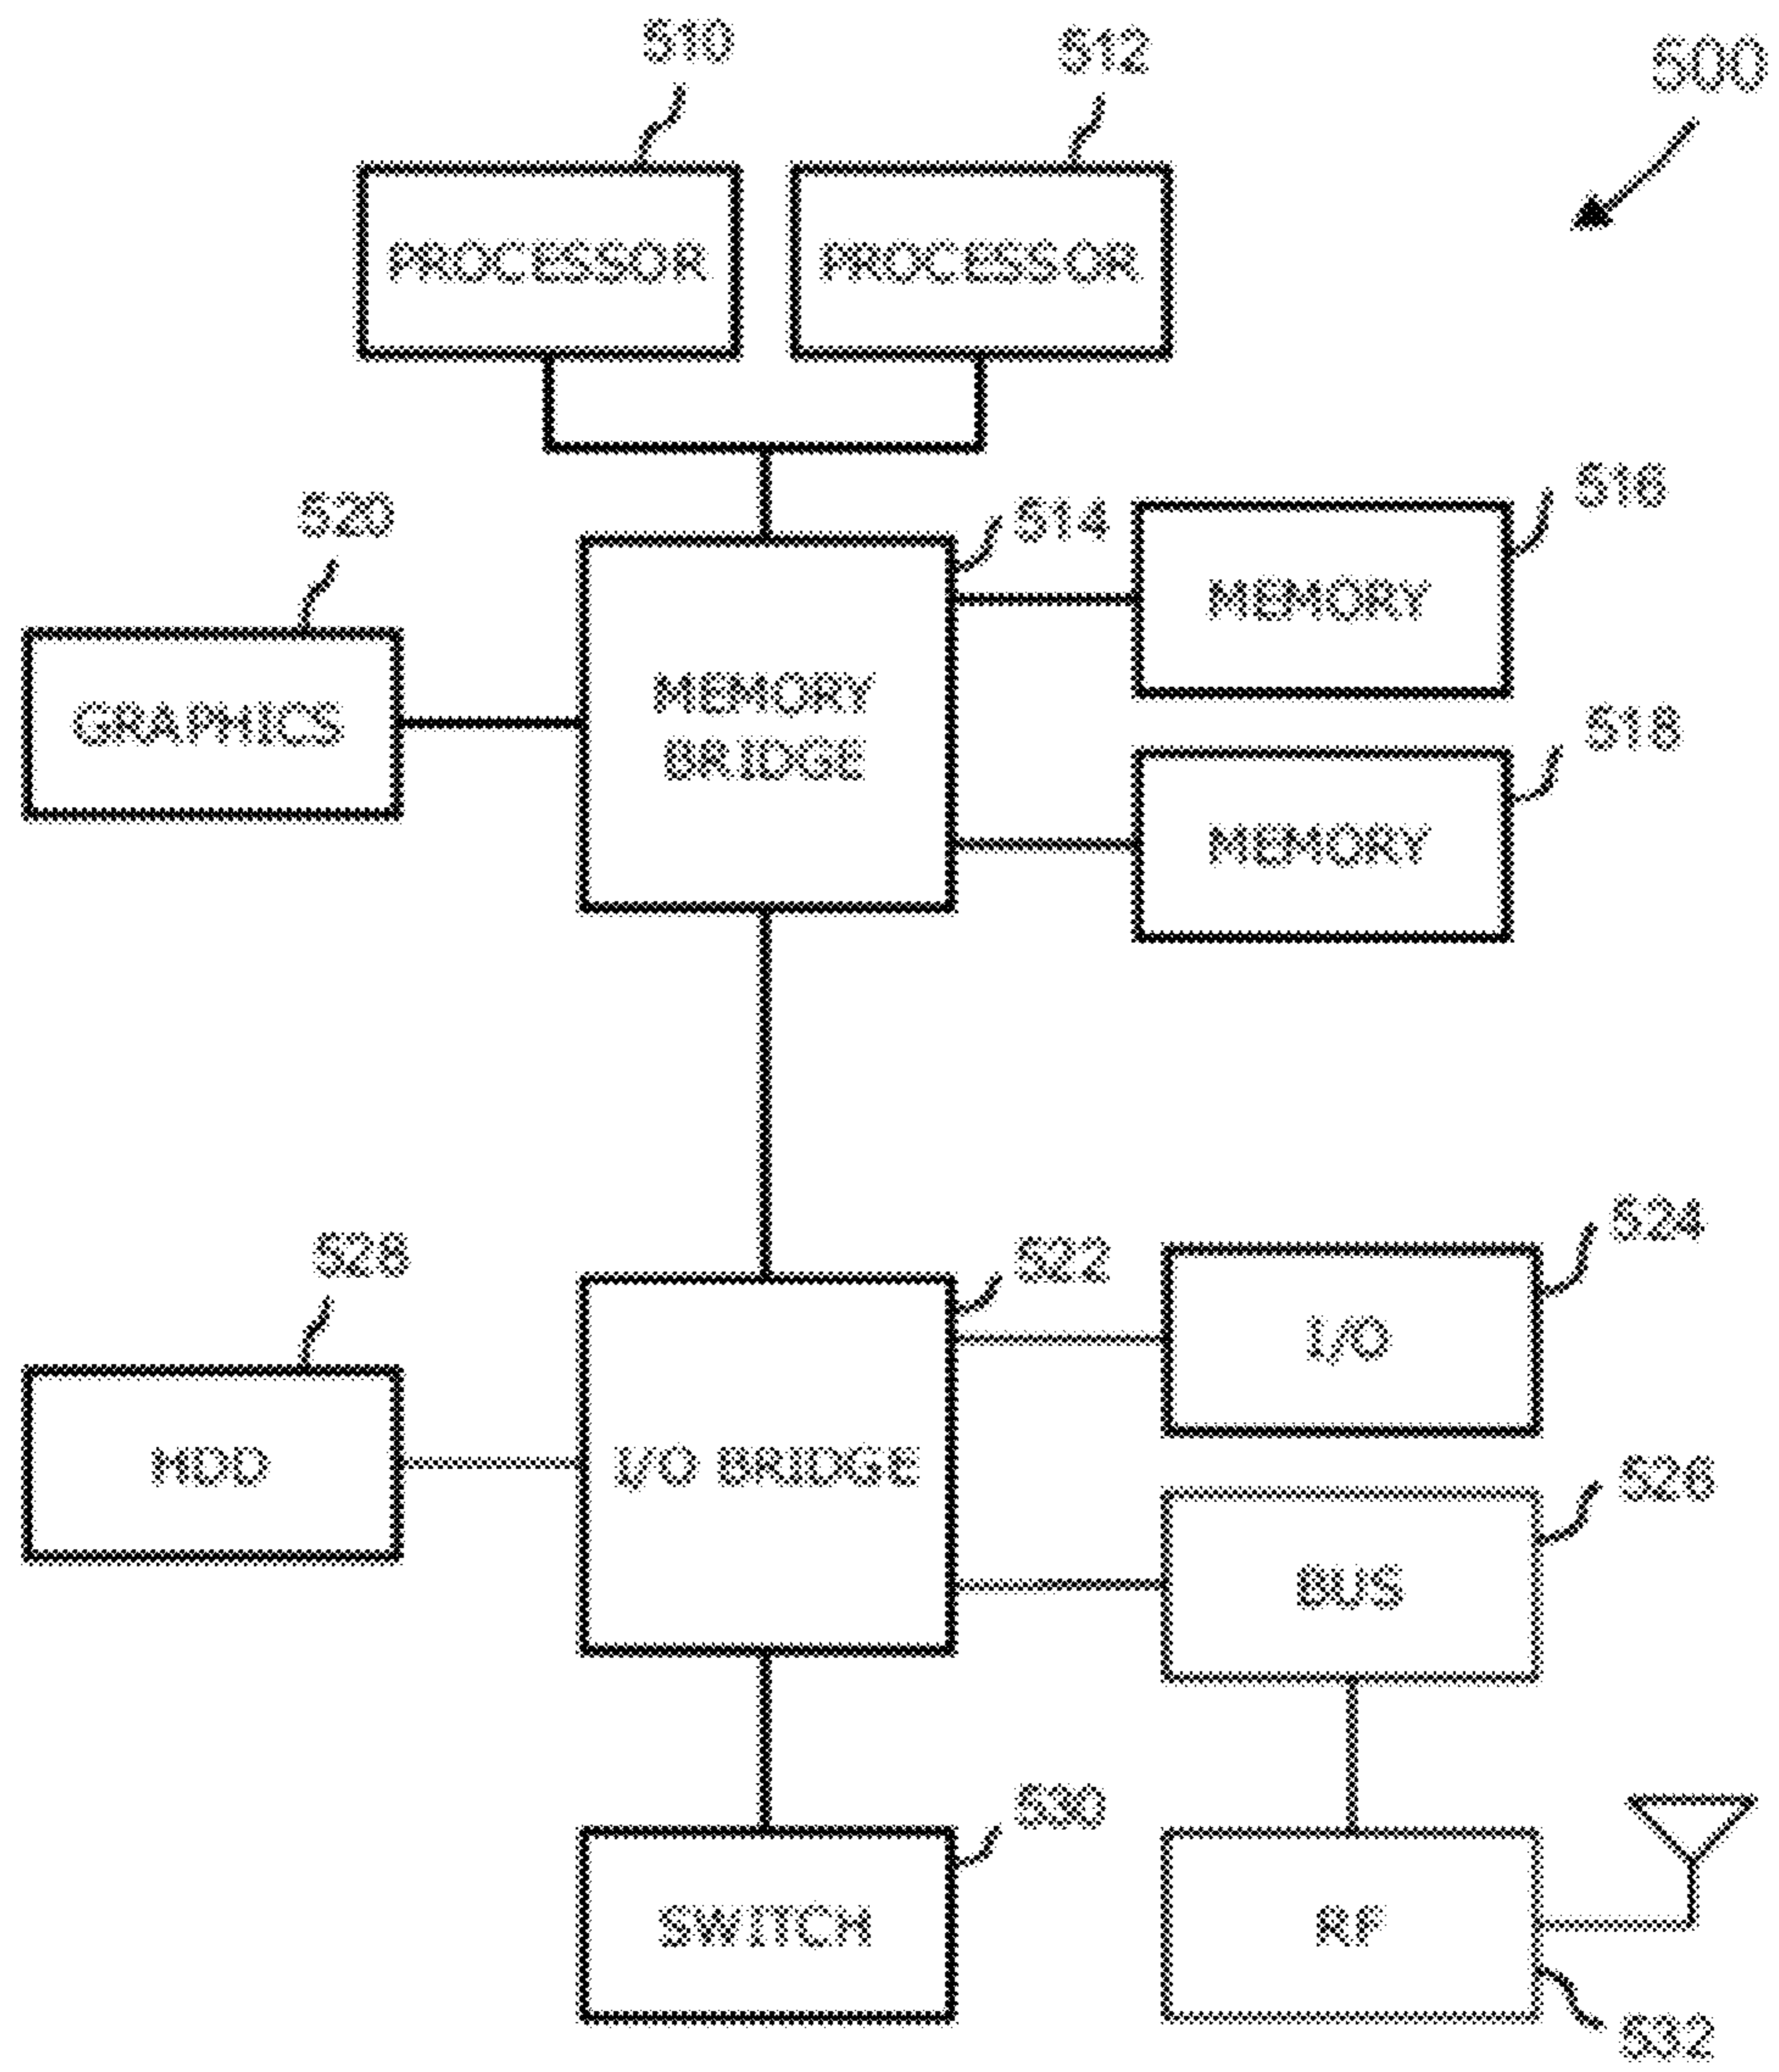 510
512
500
PROCESSOR
PROCESSOR
520
514
516
MEMORY
GRAPHICS
MEMORY
BRIDGE
518
MEMORY
528
522
524
I/O
HDD
I/O BRIDGE
526
BUS
530
SWITCH
RF
532